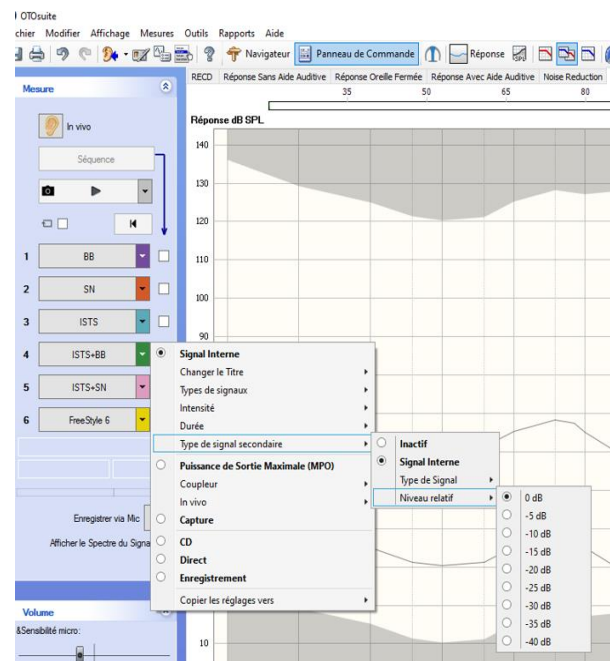 OTOsuite
chier Modifier Affichage Mesures Outils Rapports Aide
Navigateur Panneau de Commande Réponse
RECD Réponse Sans Aide Auditive Réponse Oreille Fermée Réponse Avec Aide Auditive Noise Reduction
Mesure
35 50 65 80
In vivo
Réponse dB SPL
140
Séquence
130
120
1 BB
110
2 SN
100
3 ISTS
90
4 ISTS+BB
5 ISTS+SN
6 FreeStyle 6
Signal Interne
Changer le Titre
Types de signaux
Intensité
Durée
Type de signal secondaire
Puissance de Sortie Maximale (MPO)
Coupleur
In vivo
Capture
CD
Direct
Enregistrement
Copier les réglages vers
Inactif
Signal Interne
Type de Signal
Niveau relatif
0 dB
-5 dB
-10 dB
-15 dB
-20 dB
-25 dB
-30 dB
-35 dB
-40 dB
Enregistrer via Mic
Afficher le Spectre du Signa
Volume
&Sensibilité micro:
10